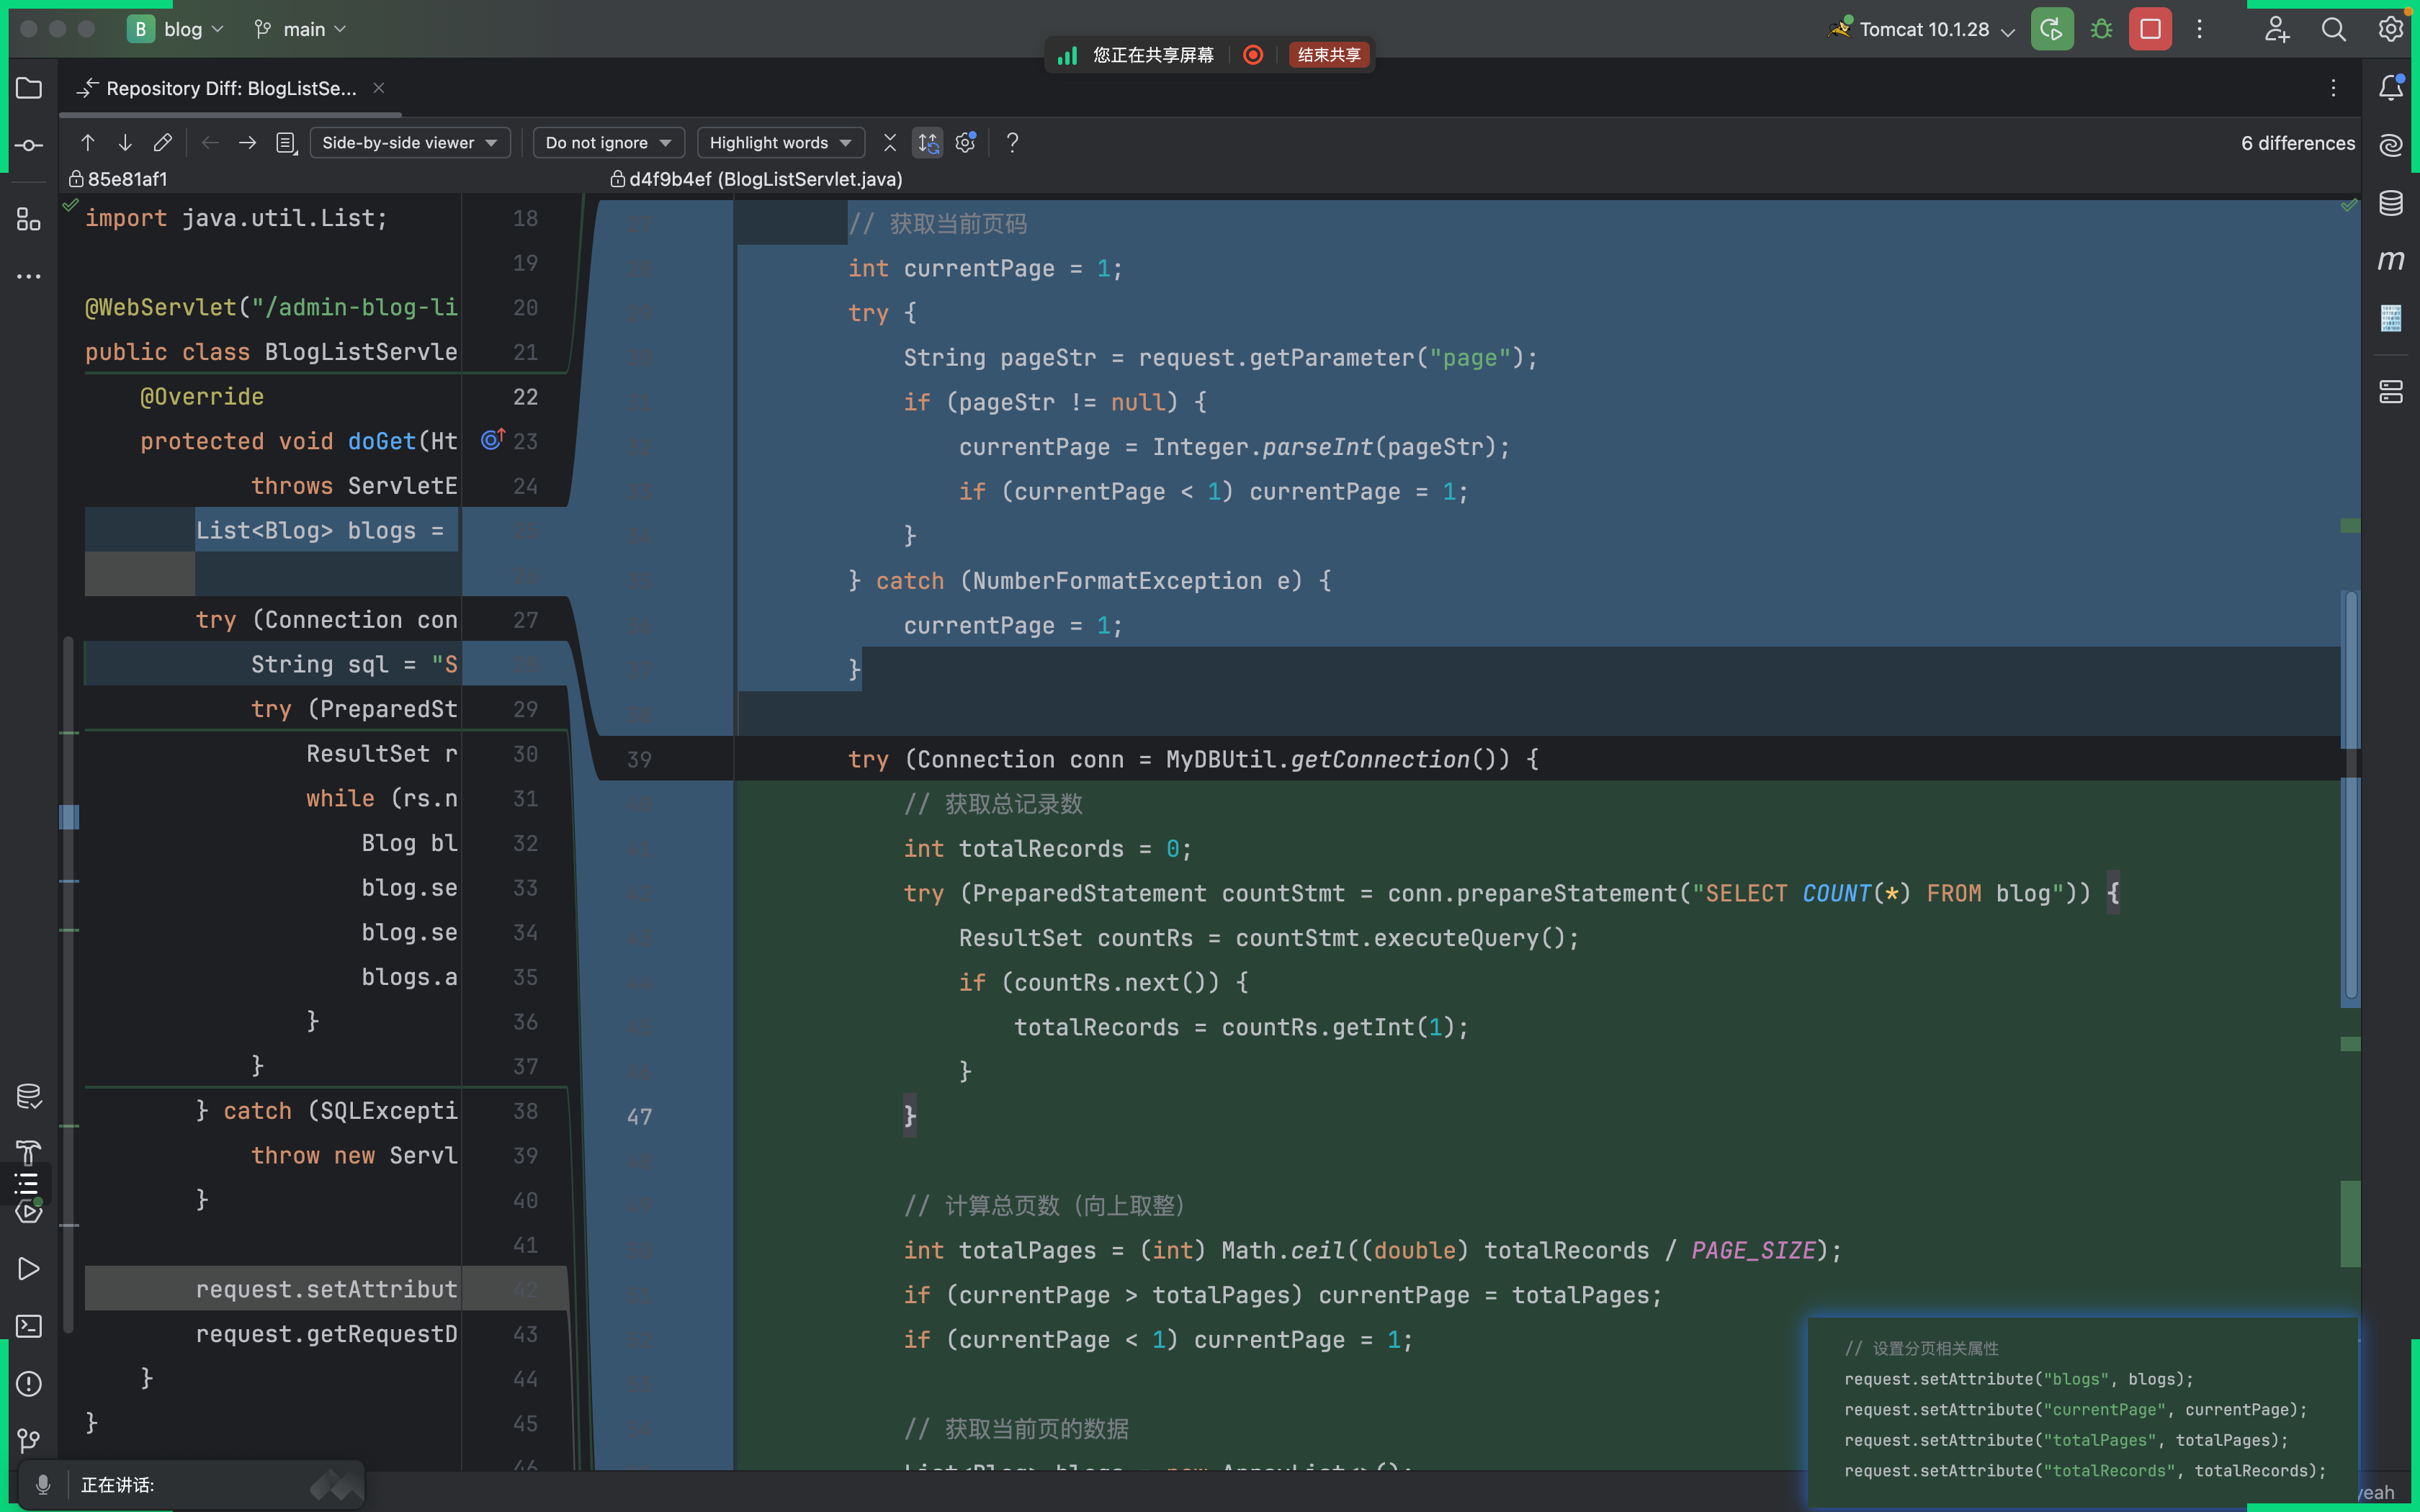 B blog main
Tomcat 10.1.28
您正在共享屏幕 结束共享
Repository Diff: BlogListSe...
Side-by-side viewer Do not ignore Highlight words ? 6 differences
85e81af1 d4f9b4ef (BlogListServlet.java)
import java.util.List; 18
19
@WebServlet("/admin-blog-li 20
public class BlogListServle 21
@Override 22
protected void doGet(Ht 23
throws ServletE 24
List<Blog> blogs =
try (Connection con 27
String sql = "S
try (PreparedSt 29
ResultSet r 30
while (rs.n 31
Blog bl 32
blog.se 33
blog.se 34
blogs.a 35
} 36
} 37
} catch (SQLExcepti 38
throw new Servl 39
} 40
41
request.setAttribut 42
request.getRequestD 43
} 44
} 45
46
// 获取当前页码
int currentPage = 1;
try {
String pageStr = request.getParameter("page");
if (pageStr != null) {
currentPage = Integer.parseInt(pageStr);
if (currentPage < 1) currentPage = 1;
}
} catch (NumberFormatException e) {
currentPage = 1;
}
39 try (Connection conn = MyDBUtil.getConnection()) {
// 获取总记录数
int totalRecords = 0;
try (PreparedStatement countStmt = conn.prepareStatement("SELECT COUNT(*) FROM blog")) {
ResultSet countRs = countStmt.executeQuery();
if (countRs.next()) {
totalRecords = countRs.getInt(1);
}
47 }
// 计算总页数（向上取整）
int totalPages = (int) Math.ceil((double) totalRecords / PAGE_SIZE);
if (currentPage > totalPages) currentPage = totalPages;
if (currentPage < 1) currentPage = 1;
// 获取当前页的数据
List<Blog> blogs = new ArrayList<>();
// 设置分页相关属性
request.setAttribute("blogs", blogs);
request.setAttribute("currentPage", currentPage);
request.setAttribute("totalPages", totalPages);
request.setAttribute("totalRecords", totalRecords);
正在讲话:
yeah